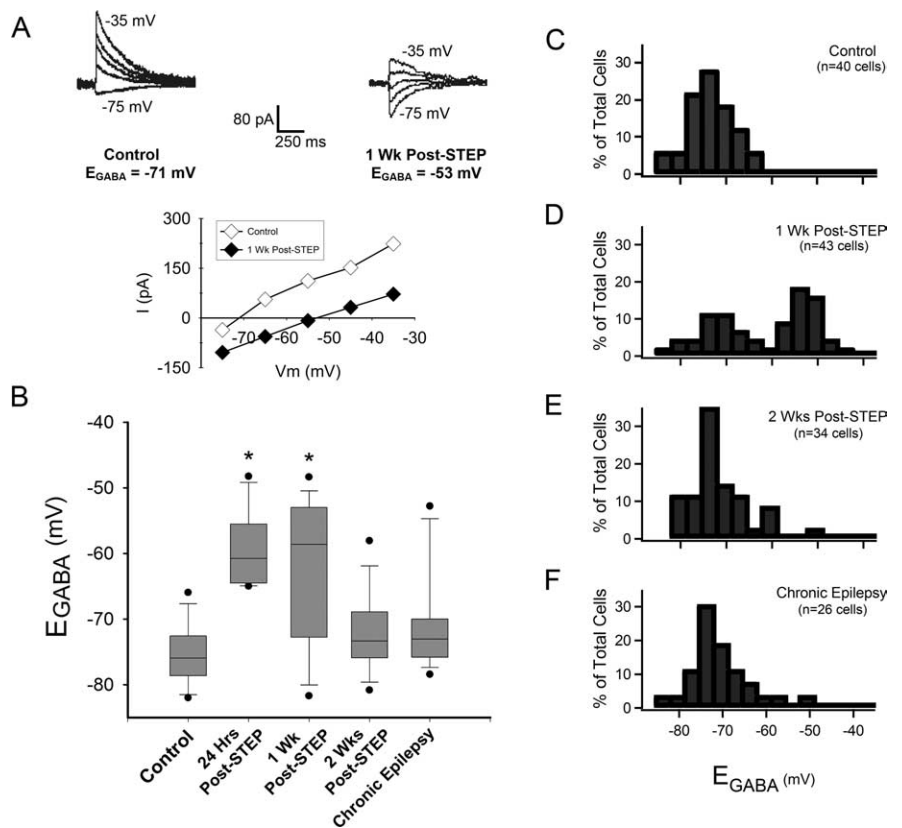 A
-35 mV
-75 mV
Control
E_GABA = -71 mV
80 pA
250 ms
-35 mV
-75 mV
1 Wk Post-STEP
E_GABA = -53 mV
I (pA)
300
150
0
-150
Control
1 Wk Post-STEP
-70 -60 -50 -40 -30
Vm (mV)
B
E_GABA (mV)
-40
-50
-60
-70
-80
* *
Control
24 Hrs
Post-STEP
1 Wk
Post-STEP
2 Wks
Post-STEP
Chronic Epilepsy
C
% of Total Cells
30
20
10
0
Control
(n=40 cells)
D
% of Total Cells
30
20
10
0
1 Wk Post-STEP
(n=43 cells)
E
% of Total Cells
30
20
10
0
2 Wks Post-STEP
(n=34 cells)
F
% of Total Cells
30
20
10
0
Chronic Epilepsy
(n=26 cells)
-80 -70 -60 -50 -40
E_GABA (mV)